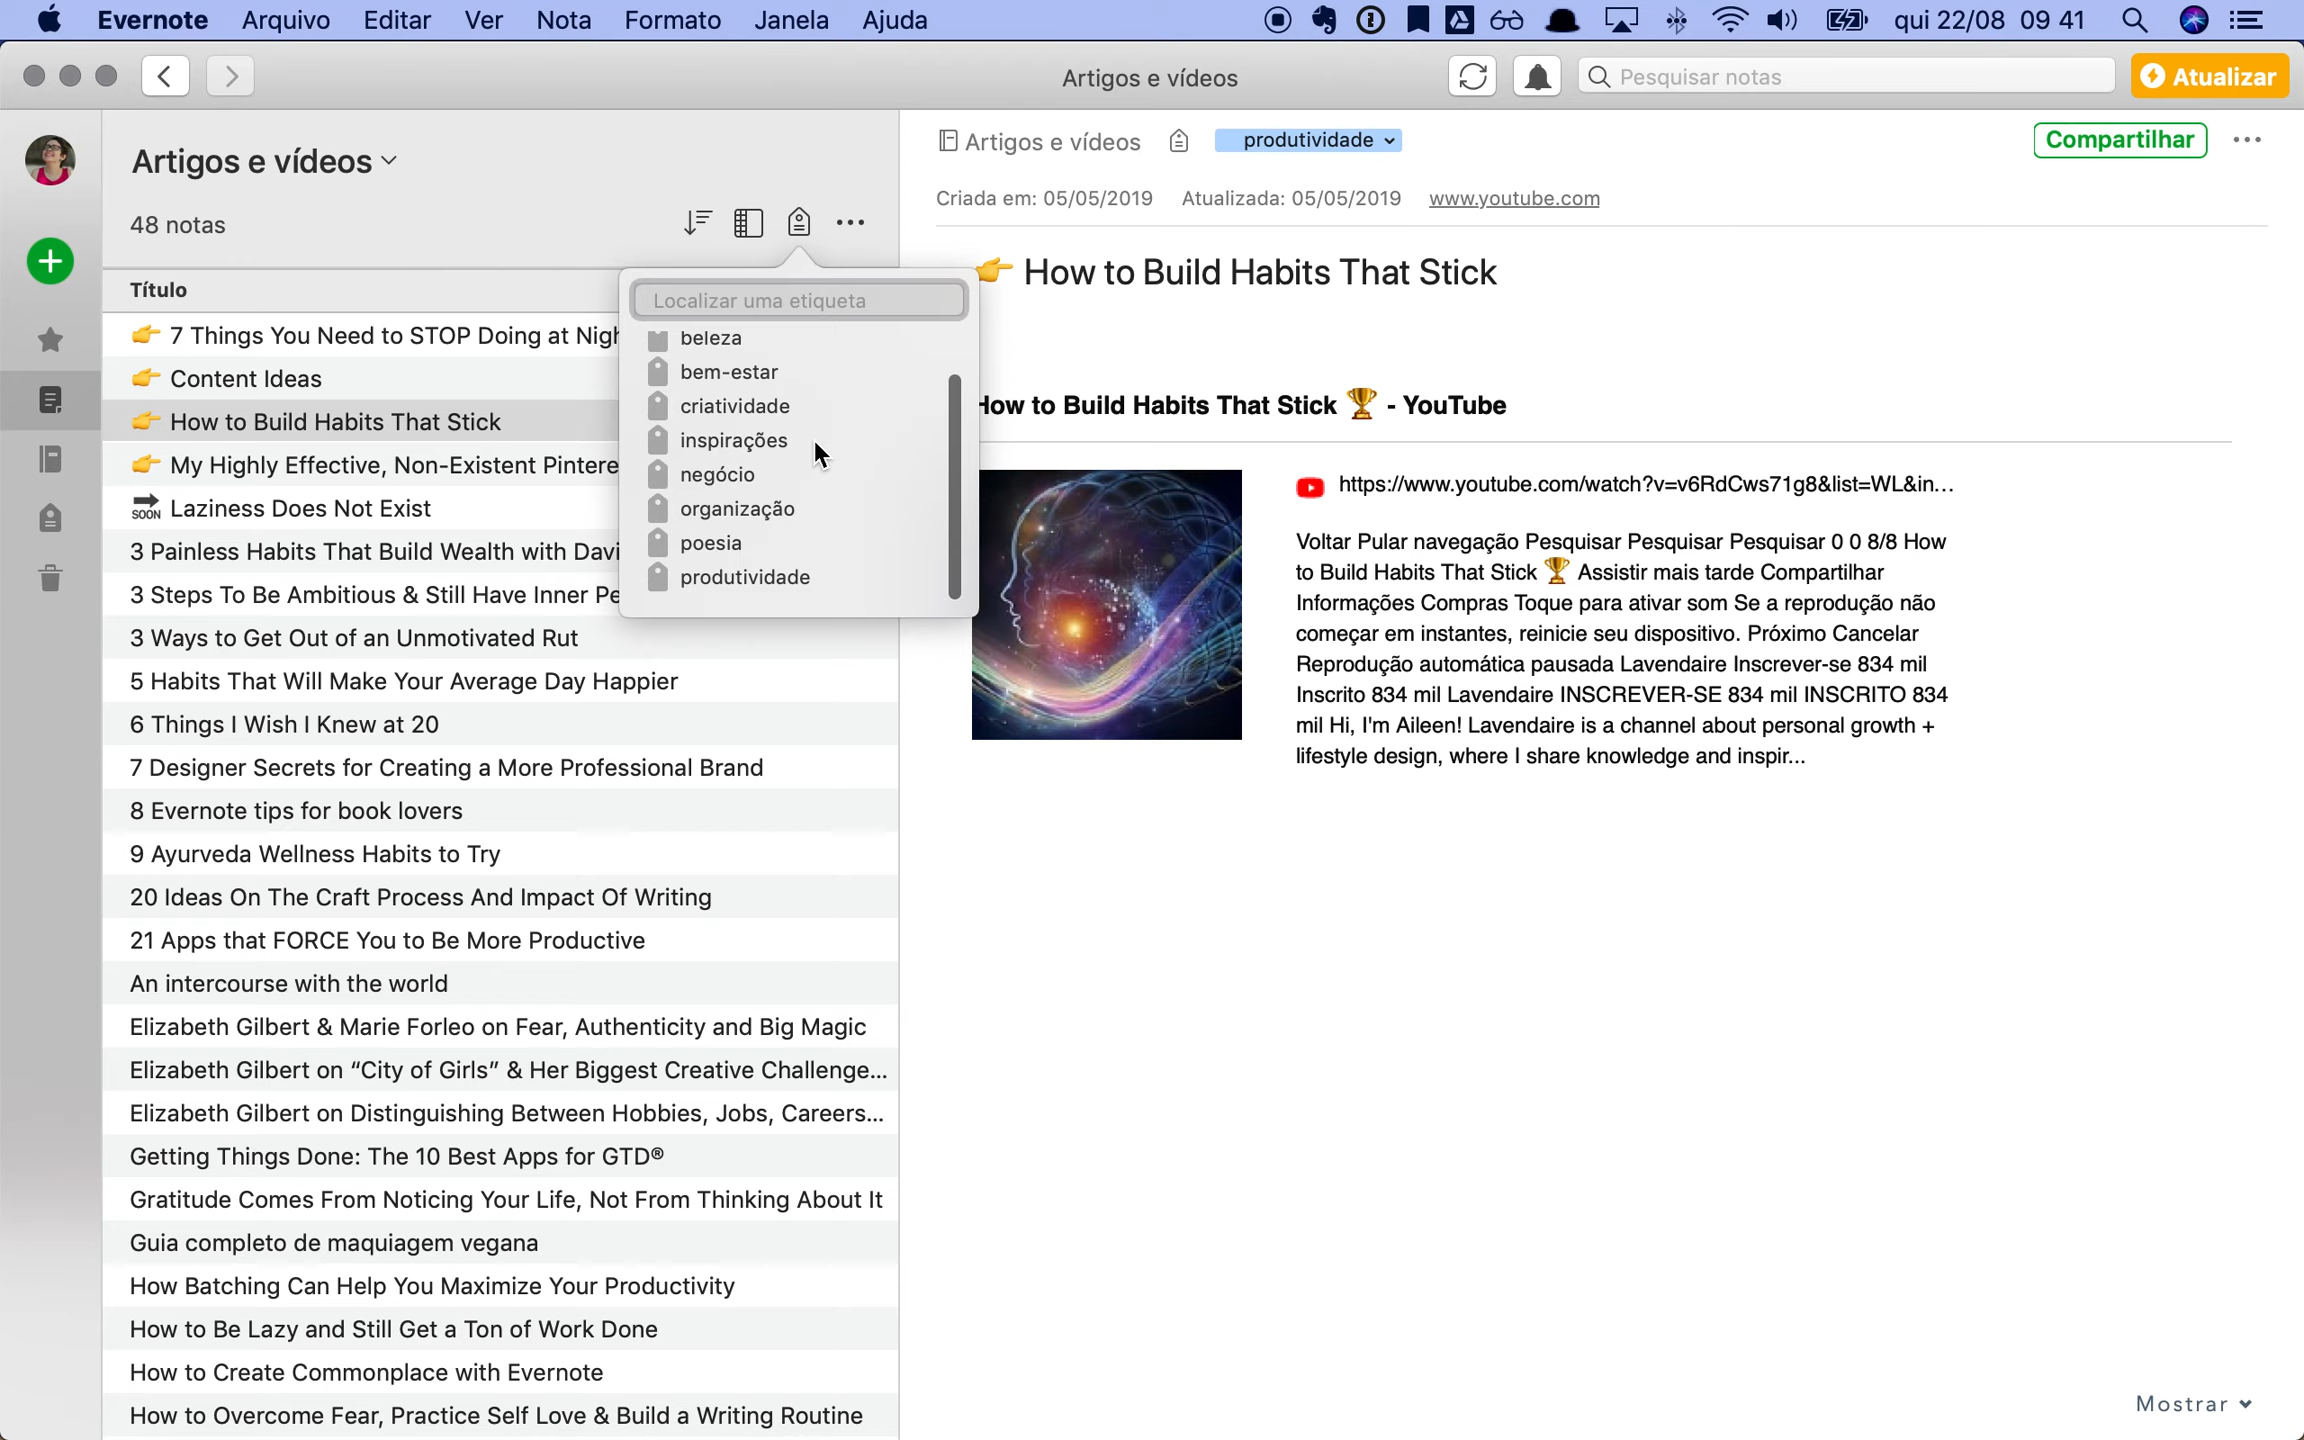 Evernote Arquivo Editar Ver Nota Formato Janela Ajuda qui 22/08 09 41
Artigos e vídeos Pesquisar notas Atualizar
Artigos e vídeos
48 notas
Título
👉 7 Things You Need to STOP Doing at Nigh
👉 Content Ideas
👉 How to Build Habits That Stick
👉 My Highly Effective, Non-Existent Pintere
🔜 Laziness Does Not Exist
3 Painless Habits That Build Wealth with Davi
3 Steps To Be Ambitious & Still Have Inner Pe
3 Ways to Get Out of an Unmotivated Rut
5 Habits That Will Make Your Average Day Happier
6 Things I Wish I Knew at 20
7 Designer Secrets for Creating a More Professional Brand
8 Evernote tips for book lovers
9 Ayurveda Wellness Habits to Try
20 Ideas On The Craft Process And Impact Of Writing
21 Apps that FORCE You to Be More Productive
An intercourse with the world
Elizabeth Gilbert & Marie Forleo on Fear, Authenticity and Big Magic
Elizabeth Gilbert on “City of Girls” & Her Biggest Creative Challenge...
Elizabeth Gilbert on Distinguishing Between Hobbies, Jobs, Careers...
Getting Things Done: The 10 Best Apps for GTD®
Gratitude Comes From Noticing Your Life, Not From Thinking About It
Guia completo de maquiagem vegana
How Batching Can Help You Maximize Your Productivity
How to Be Lazy and Still Get a Ton of Work Done
How to Create Commonplace with Evernote
How to Overcome Fear, Practice Self Love & Build a Writing Routine
Localizar uma etiqueta
beleza
bem-estar
criatividade
inspirações
negócio
organização
poesia
produtividade
Artigos e vídeos produtividade Compartilhar
Criada em: 05/05/2019 Atualizada: 05/05/2019 www.youtube.com
👉 How to Build Habits That Stick
How to Build Habits That Stick 🏆 - YouTube
https://www.youtube.com/watch?v=v6RdCws71g8&list=WL&in...
Voltar Pular navegação Pesquisar Pesquisar Pesquisar 0 0 8/8 How
to Build Habits That Stick 🏆 Assistir mais tarde Compartilhar
Informações Compras Toque para ativar som Se a reprodução não
começar em instantes, reinicie seu dispositivo. Próximo Cancelar
Reprodução automática pausada Lavendaire Inscrever-se 834 mil
Inscrito 834 mil Lavendaire INSCREVER-SE 834 mil INSCRITO 834
mil Hi, I'm Aileen! Lavendaire is a channel about personal growth +
lifestyle design, where I share knowledge and inspir...
Mostrar